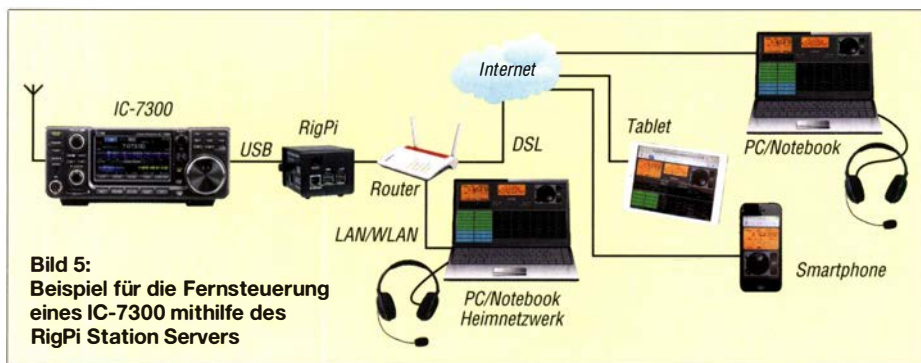 Internet
IC-7300
RigPi
Tablet
USB
DSL
PC/Notebook
Router
LAN/WLAN
Smartphone
PC/Notebook
Heimnetzwerk
Bild 5:
Beispiel für die Fernsteuerung
eines IC-7300 mithilfe des
RigPi Station Servers